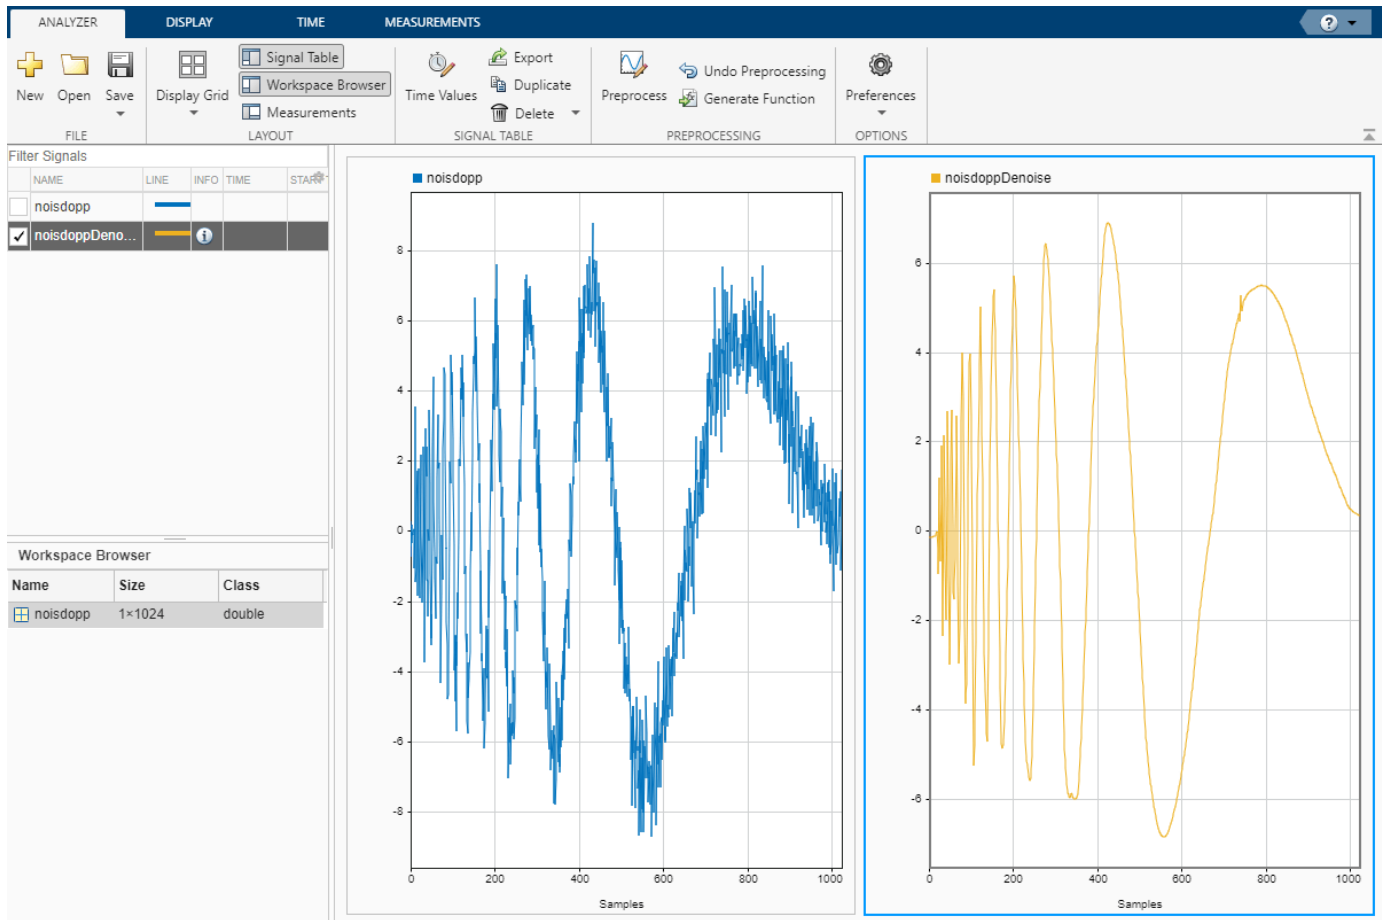 ANALYZER DISPLAY TIME MEASUREMENTS ?
New Open Save
FILE
Display Grid
Signal Table
Workspace Browser
Measurements
LAYOUT
Time Values
Export
Duplicate
Delete
SIGNAL TABLE
Preprocess
Undo Preprocessing
Generate Function
PREPROCESSING
Preferences
OPTIONS
Filter Signals
NAME LINE INFO TIME
noisdopp
noisdoppDeno...
Workspace Browser
Name Size Class
noisdopp 1×1024 double
noisdopp
8
6
4
2
0
-2
-4
-6
-8
0 200 400 600 800 1000
Samples
noisdoppDenoise
6
4
2
0
-2
-4
-6
0 200 400 600 800 1000
Samples